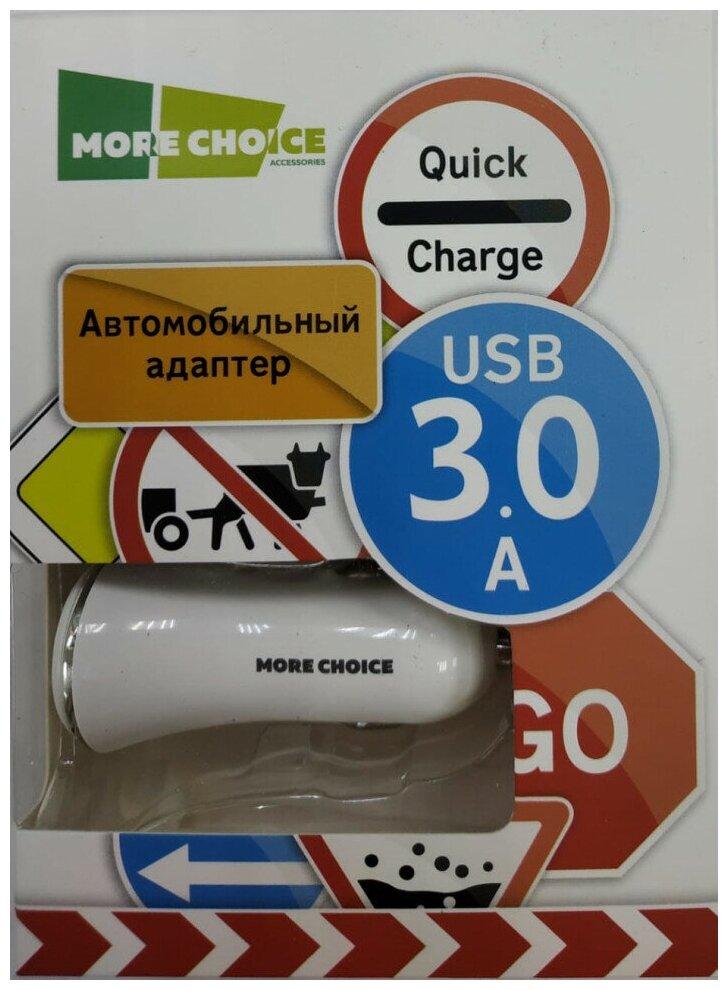 MORE CHOICE
ACCESSORIES
Quick
Charge
Автомобильный
адаптер
USB
3.0
A
MORE CHOICE
GO